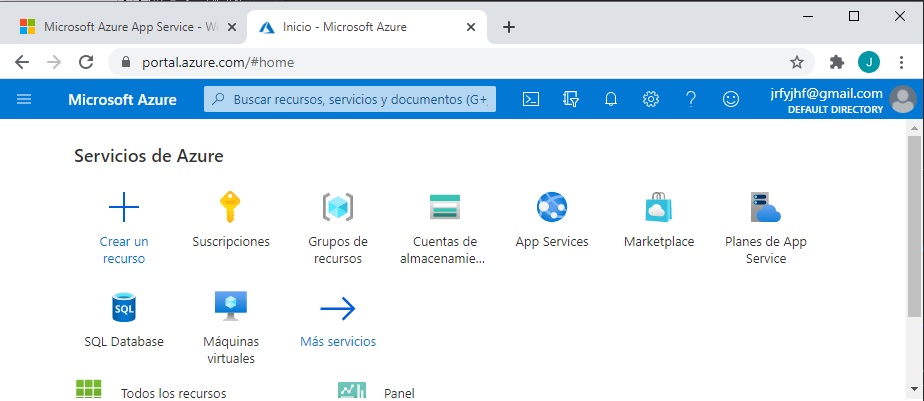 Microsoft Azure App Service - We
Inicio - Microsoft Azure
portal.azure.com/#home
J
Microsoft Azure
Buscar recursos, servicios y documentos (G+
jrfyjhf@gmail.com
DEFAULT DIRECTORY
Servicios de Azure
Crear un
recurso
Suscripciones
Grupos de
recursos
Cuentas de
almacenamie...
App Services
Marketplace
Planes de App
Service
SQL
SQL Database
Máquinas
virtuales
Más servicios
Todos los recursos
Panel